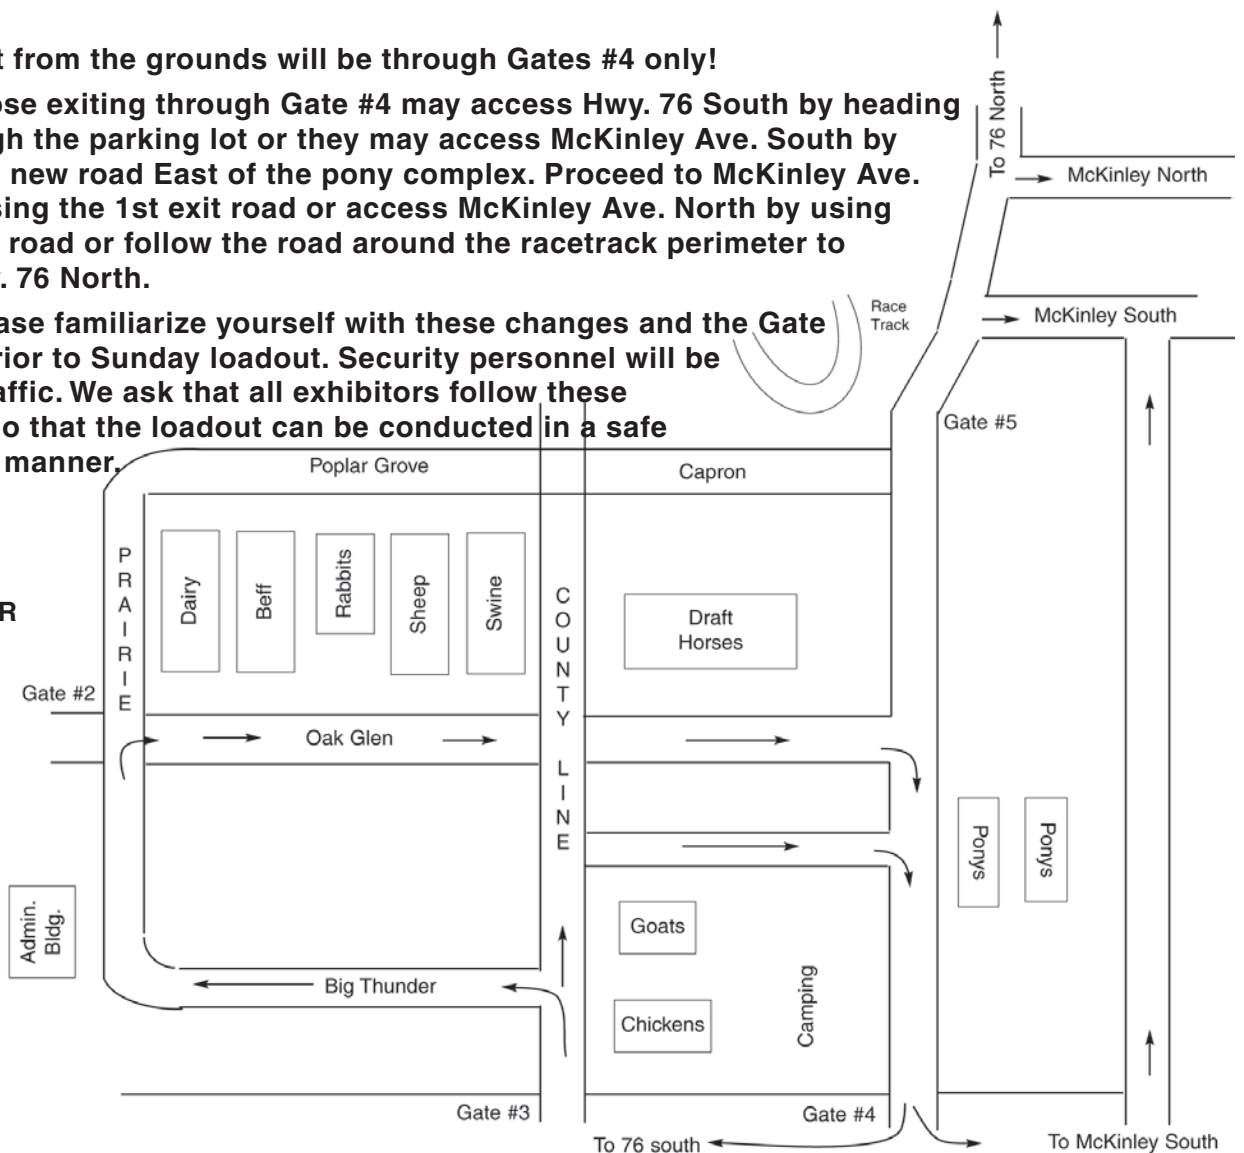 t from the grounds will be through Gates #4 only!
ose exiting through Gate #4 may access Hwy. 76 South by heading
gh the parking lot or they may access McKinley Ave. South by
new road East of the pony complex. Proceed to McKinley Ave.
sing the 1st exit road or access McKinley Ave. North by using
road or follow the road around the racetrack perimeter to
. 76 North.
ase familiarize yourself with these changes and the Gate
rior to Sunday loadout. Security personnel will be
affic. We ask that all exhibitors follow these
o that the loadout can be conducted in a safe
manner.
To 76 North
McKinley North
McKinley South
Race
Track
Gate #5
Poplar Grove
Capron
PRAIRIE
Dairy
Beff
Rabbits
Sheep
Swine
COUNTY LINE
Draft
Horses
R
Gate #2
Oak Glen
Ponys
Ponys
Admin.
Bldg.
Goats
Big Thunder
Chickens
Camping
Gate #3
Gate #4
To 76 south
To McKinley South